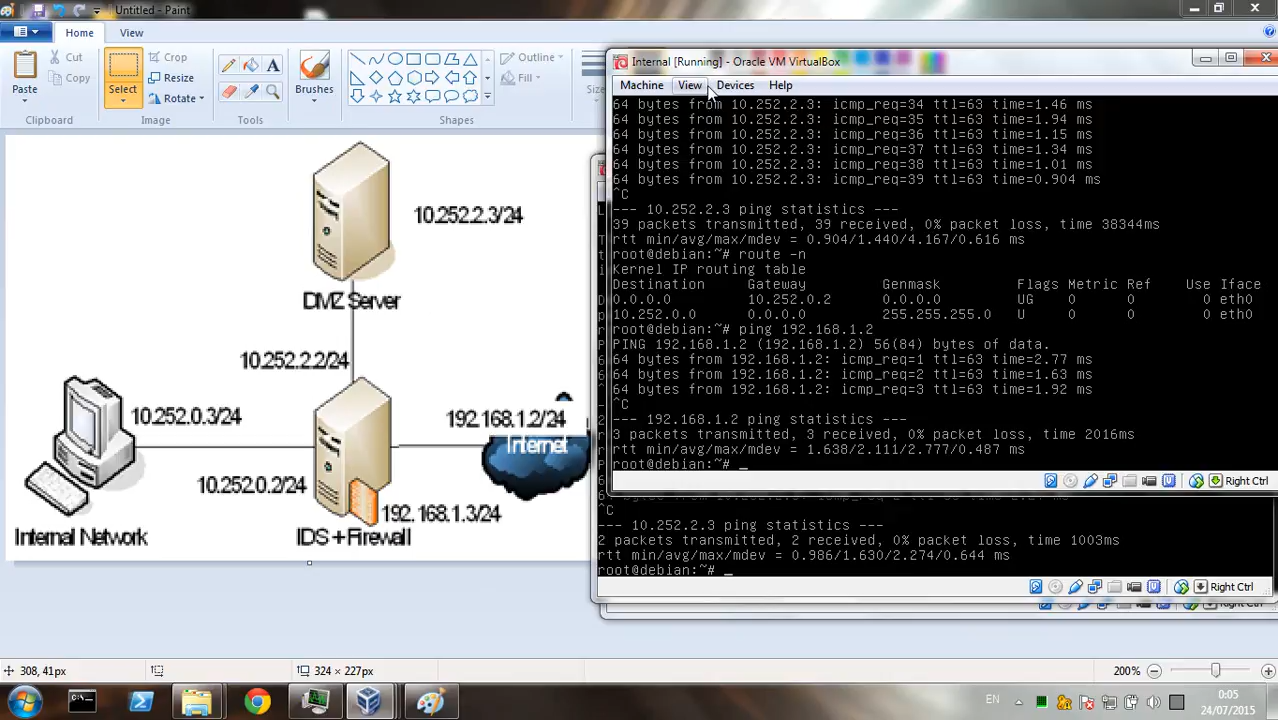 Untitled - Paint
Home
View
Paste
Cut
Copy
Clipboard
Select
Crop
Resize
Rotate
Image
Tools
Brushes
Outline
Fill
Shapes
10.252.2.3/24
DMZ Server
10.252.2.2/24
10.252.0.3/24
192.168.1.2/24
Internet
10.252.0.2/24
192.168.1.3/24
Internal Network
IDS +Firewall
Internal [Running] - Oracle VM VirtualBox
Machine View Devices Help
64 bytes from 10.252.2.3: icmp_req=34 ttl=63 time=1.46 ms
64 bytes from 10.252.2.3: icmp_req=35 ttl=63 time=1.94 ms
64 bytes from 10.252.2.3: icmp_req=36 ttl=63 time=1.15 ms
64 bytes from 10.252.2.3: icmp_req=37 ttl=63 time=1.34 ms
64 bytes from 10.252.2.3: icmp_req=38 ttl=63 time=1.01 ms
64 bytes from 10.252.2.3: icmp_req=39 ttl=63 time=0.904 ms
^C
--- 10.252.2.3 ping statistics ---
39 packets transmitted, 39 received, 0% packet loss, time 38344ms
rtt min/avg/max/mdev = 0.904/1.440/4.167/0.616 ms
root@debian:~# route -n
Kernel IP routing table
Destination Gateway Genmask Flags Metric Ref Use Iface
0.0.0.0 10.252.0.2 0.0.0.0 UG 0 0 0 eth0
10.252.0.0 0.0.0.0 255.255.255.0 U 0 0 0 eth0
root@debian:~# ping 192.168.1.2
PING 192.168.1.2 (192.168.1.2) 56(84) bytes of data.
64 bytes from 192.168.1.2: icmp_req=1 ttl=63 time=2.77 ms
64 bytes from 192.168.1.2: icmp_req=2 ttl=63 time=1.63 ms
64 bytes from 192.168.1.2: icmp_req=3 ttl=63 time=1.92 ms
^C
--- 192.168.1.2 ping statistics ---
3 packets transmitted, 3 received, 0% packet loss, time 2016ms
rtt min/avg/max/mdev = 1.638/2.111/2.777/0.487 ms
root@debian:~# _
Right Ctrl
^C
--- 10.252.2.3 ping statistics ---
2 packets transmitted, 2 received, 0% packet loss, time 1003ms
rtt min/avg/max/mdev = 0.986/1.630/2.274/0.644 ms
root@debian:~# _
Right Ctrl
308, 41px
324 × 227px
200%
EN
0:05
24/07/2015